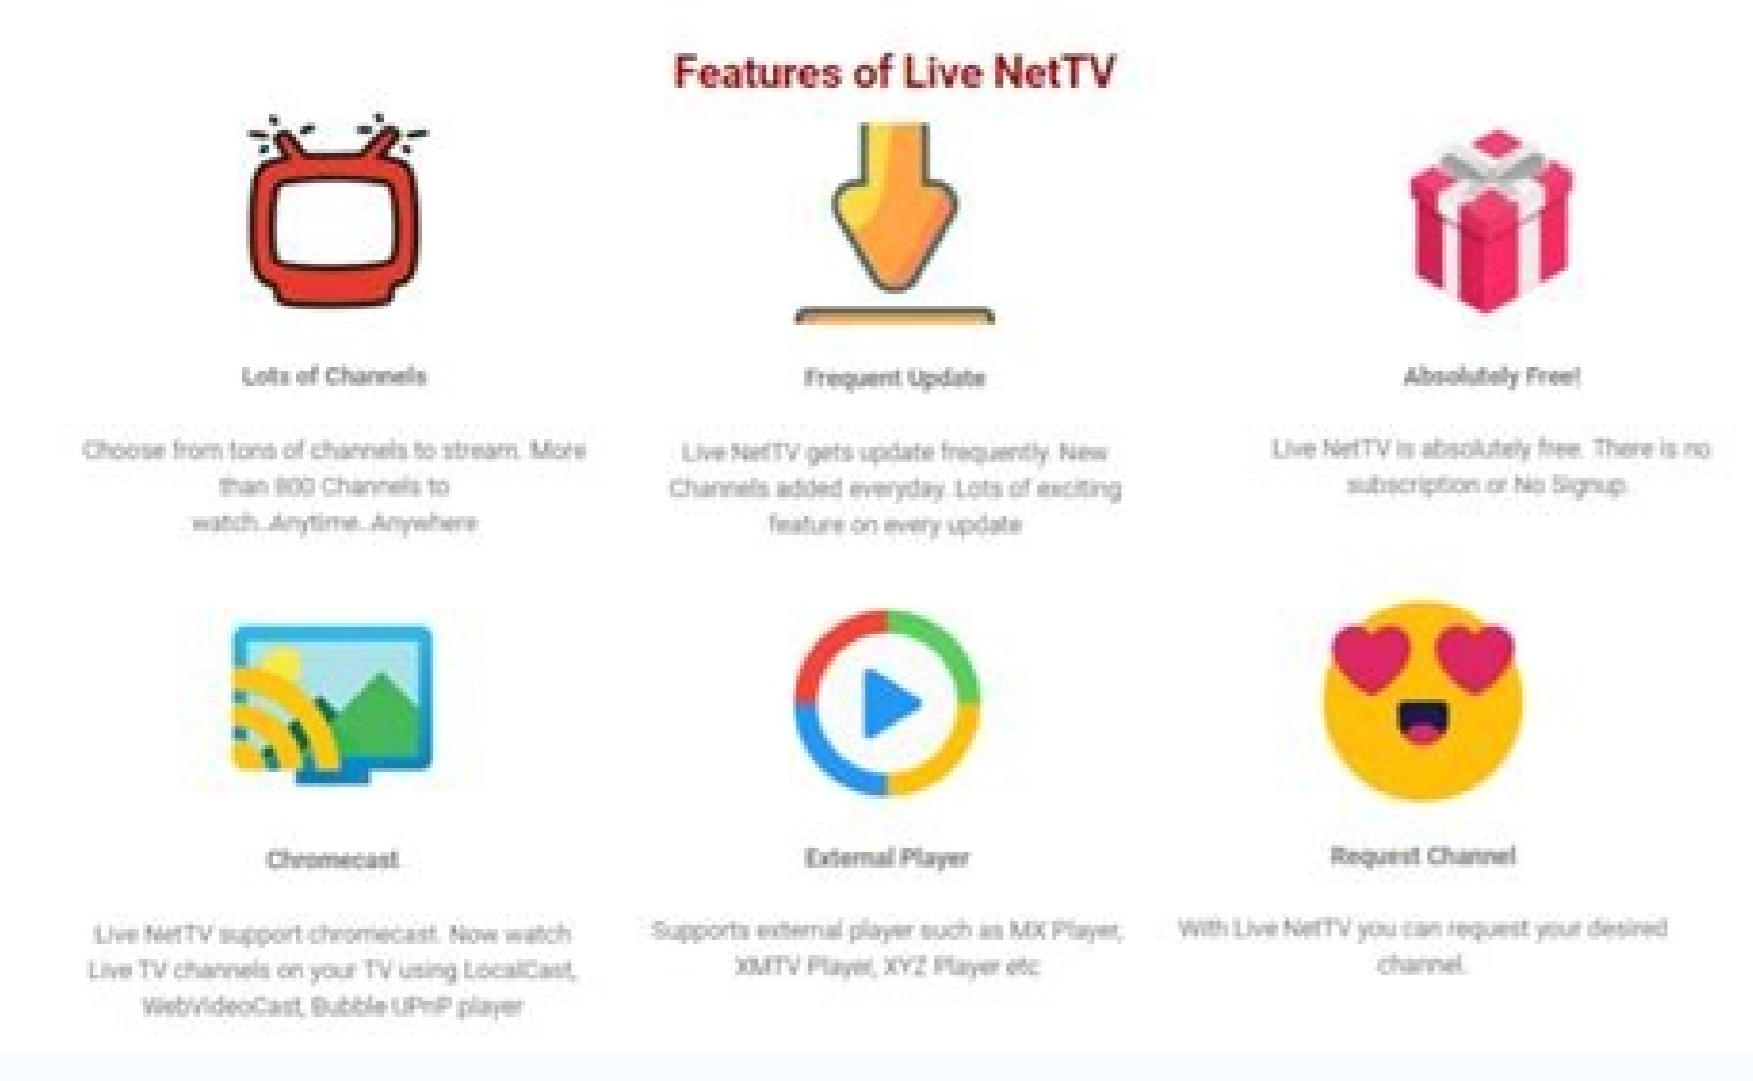 Features of Live NetTV
Lots of Channels
Choose from tons of channels to stream. More
than 800 Channels to
watch. Anytime. Anywhere
Frequent Update
Live NetTV gets update frequently. New
Channels added everyday. Lots of exciting
feature on every update
Absolutely Free!
Live NetTV is absolutely free. There is no
subscription or No Signup.
Chromecast
Live NetTV support chromecast. Now watch
Live TV channels on your TV using LocalCast,
WebVideoCast, Bubble UPnP player
External Player
Supports external player such as MX Player,
XMTV Player, XYZ Player etc
Request Channel
With Live NetTV you can request your desired
channel.